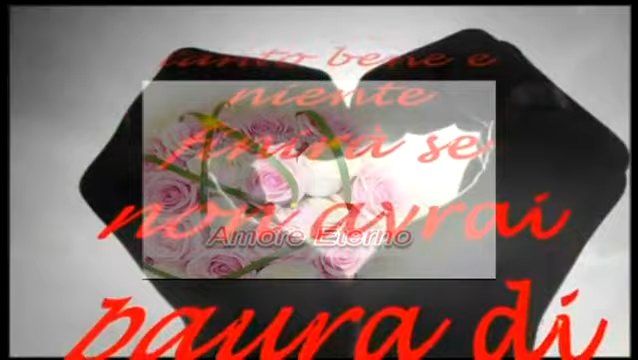 tanto bene e
niente
finirà se
non avrai
Amore Eterno
paura di